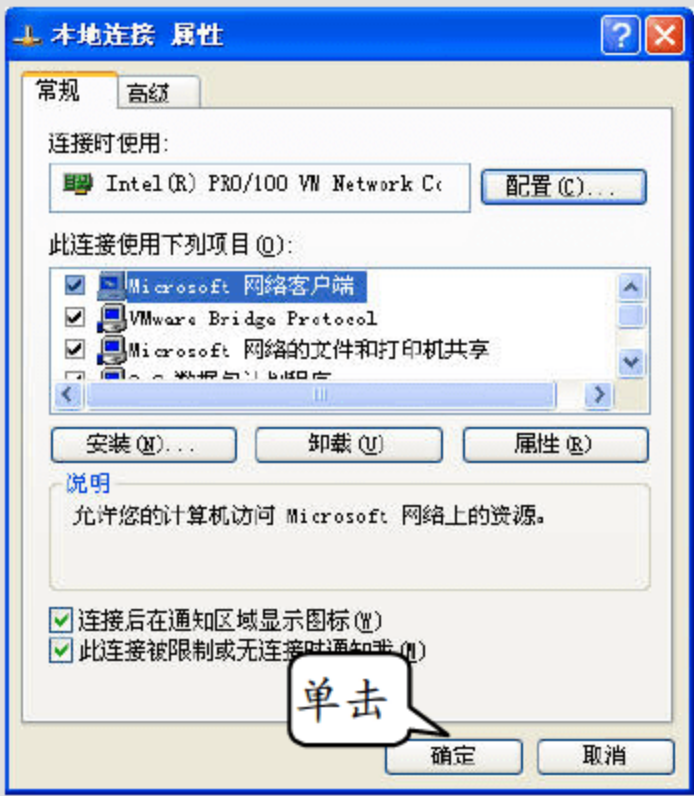 本地连接 属性
常规
高级
连接时使用:
Intel(R) PRO/100 VM Network Co
配置(C)...
此连接使用下列项目(O):
Microsoft 网络客户端
VMware Bridge Protocol
Microsoft 网络的文件和打印机共享
安装(N)...
卸载(U)
属性(R)
说明
允许您的计算机访问 Microsoft 网络上的资源。
连接后在通知区域显示图标(W)
此连接被限制或无连接时通知我(M)
单击
确定
取消